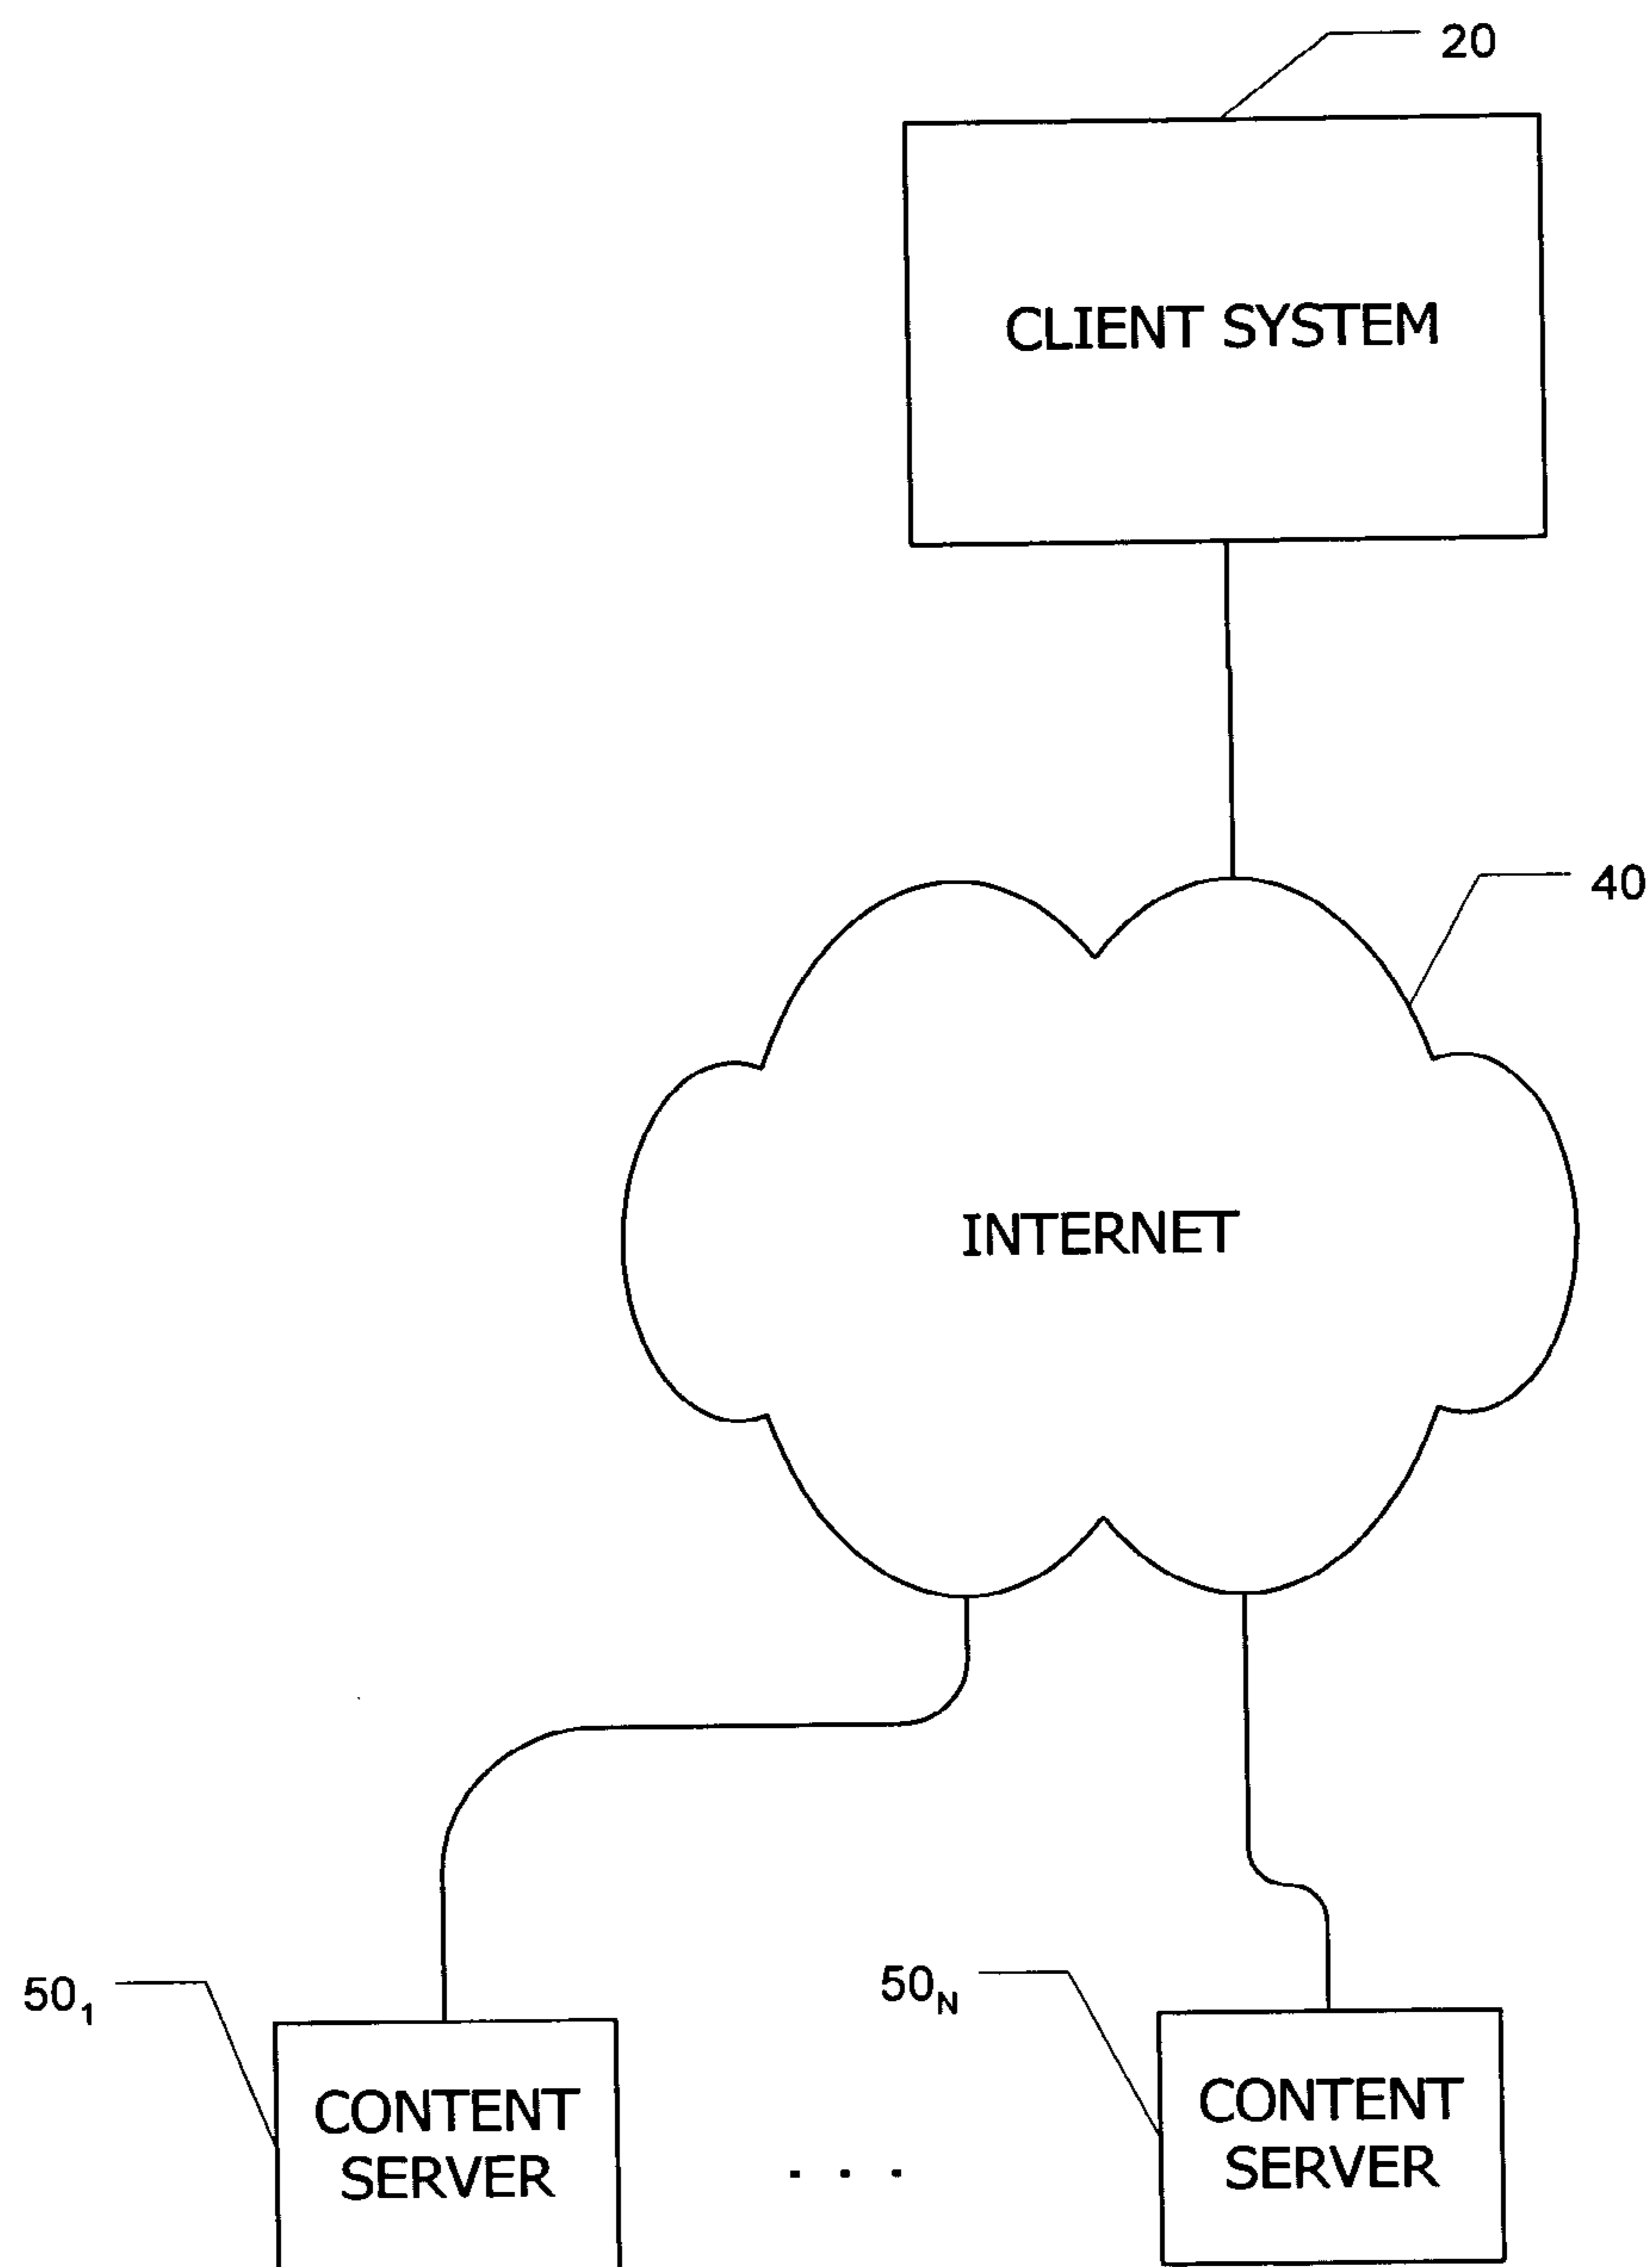 20
CLIENT SYSTEM
40
INTERNET
50₁
50N
CONTENT
SERVER
. . .
CONTENT
SERVER